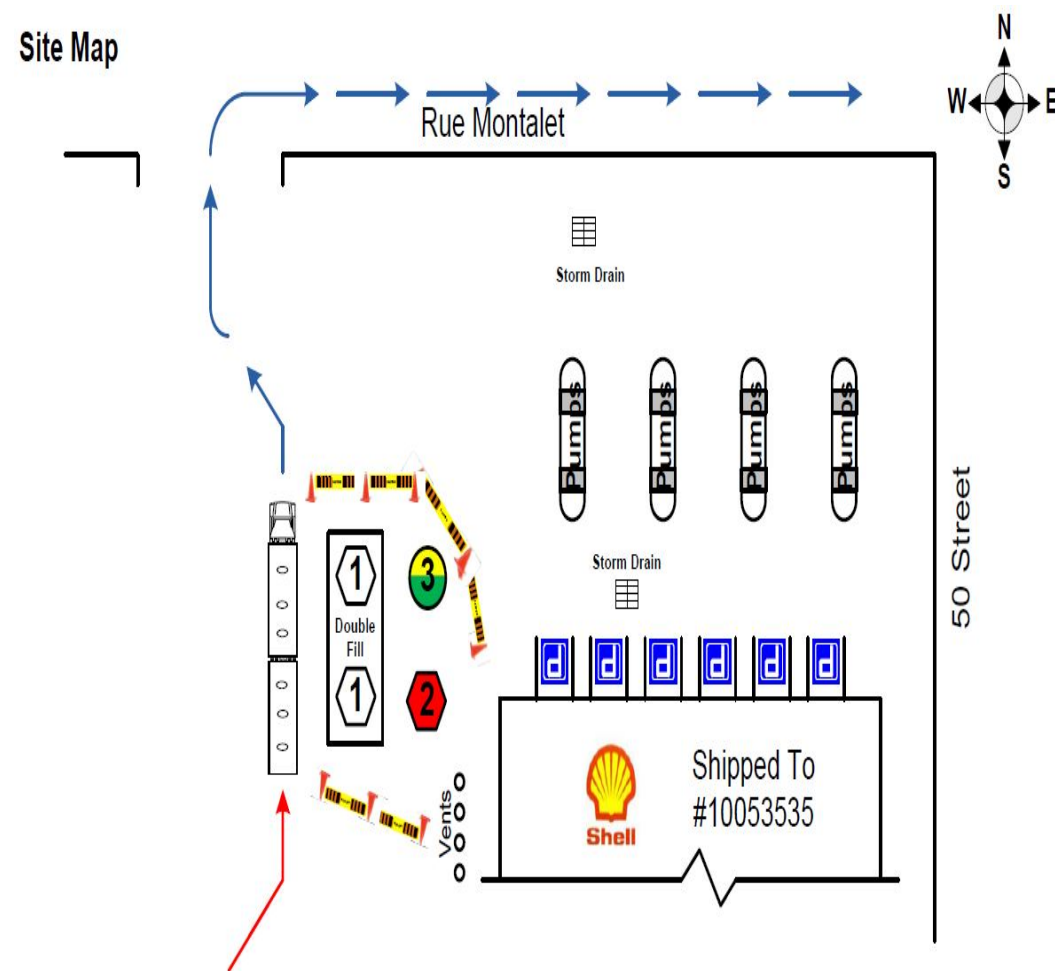 Site Map
N
W
E
S
Rue Montalet
Storm Drain
Pumps
Pumps
Pumps
Pumps
50 Street
Storm Drain
1
3
Double
Fill
1
2
P
P
P
P
P
P
Vents
Shell
Shipped To
#10053535